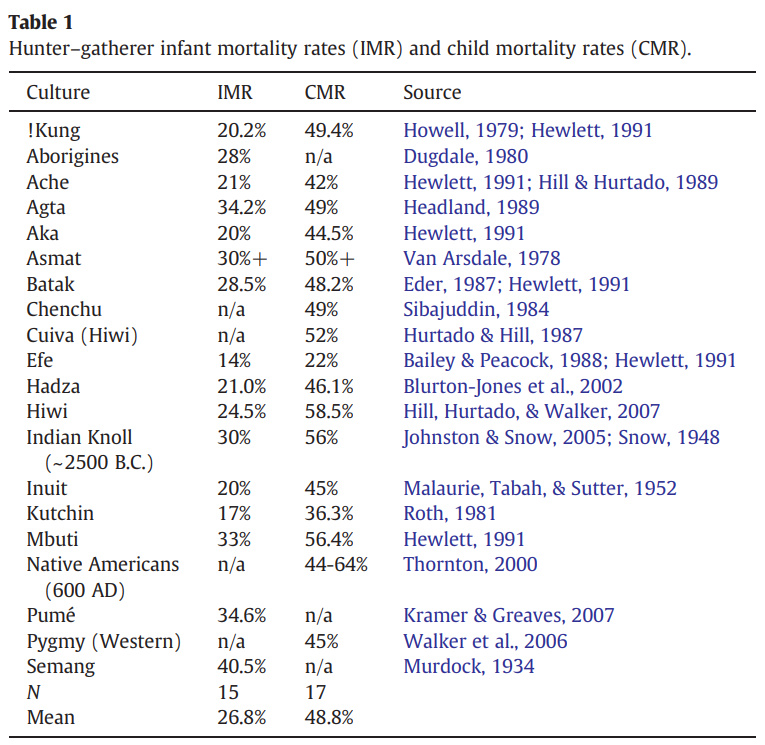 Table 1
Hunter–gatherer infant mortality rates (IMR) and child mortality rates (CMR).
Culture IMR CMR Source
!Kung 20.2% 49.4% Howell, 1979; Hewlett, 1991
Aborigines 28% n/a Dugdale, 1980
Ache 21% 42% Hewlett, 1991; Hill & Hurtado, 1989
Agta 34.2% 49% Headland, 1989
Aka 20% 44.5% Hewlett, 1991
Asmat 30%+ 50%+ Van Arsdale, 1978
Batak 28.5% 48.2% Eder, 1987; Hewlett, 1991
Chenchu n/a 49% Sibajuddin, 1984
Cuiva (Hiwi) n/a 52% Hurtado & Hill, 1987
Efe 14% 22% Bailey & Peacock, 1988; Hewlett, 1991
Hadza 21.0% 46.1% Blurton-Jones et al., 2002
Hiwi 24.5% 58.5% Hill, Hurtado, & Walker, 2007
Indian Knoll 30% 56% Johnston & Snow, 2005; Snow, 1948
(~2500 B.C.)
Inuit 20% 45% Malaurie, Tabah, & Sutter, 1952
Kutchin 17% 36.3% Roth, 1981
Mbuti 33% 56.4% Hewlett, 1991
Native Americans n/a 44-64% Thornton, 2000
(600 AD)
Pumé 34.6% n/a Kramer & Greaves, 2007
Pygmy (Western) n/a 45% Walker et al., 2006
Semang 40.5% n/a Murdock, 1934
N 15 17
Mean 26.8% 48.8%